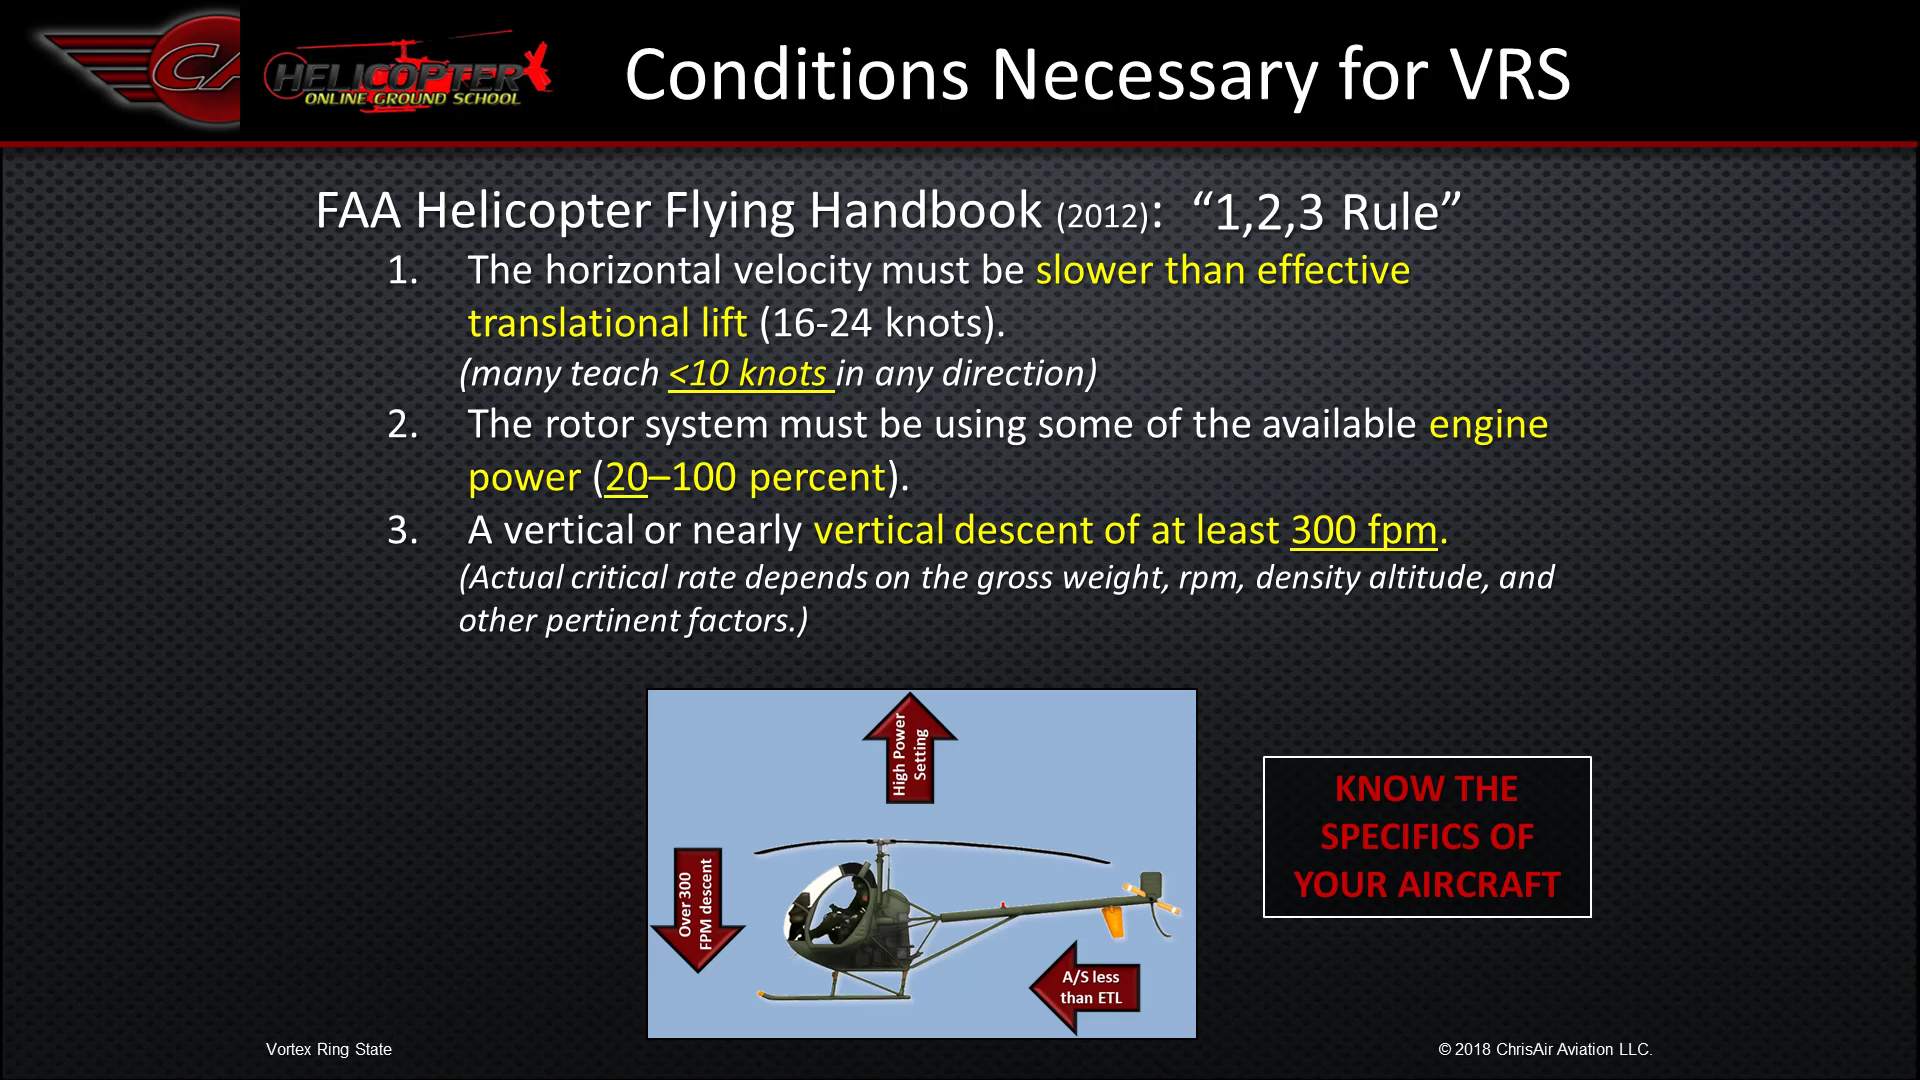 CA
HELICOPTER
ONLINE GROUND SCHOOL
Conditions Necessary for VRS
FAA Helicopter Flying Handbook (2012): “1,2,3 Rule”
1. The horizontal velocity must be slower than effective
translational lift (16-24 knots).
(many teach <10 knots in any direction)
2. The rotor system must be using some of the available engine
power (20–100 percent).
3. A vertical or nearly vertical descent of at least 300 fpm.
(Actual critical rate depends on the gross weight, rpm, density altitude, and
other pertinent factors.)
High Power
Setting
Over 300
FPM descent
A/S less
than ETL
KNOW THE
SPECIFICS OF
YOUR AIRCRAFT
Vortex Ring State
© 2018 ChrisAir Aviation LLC.